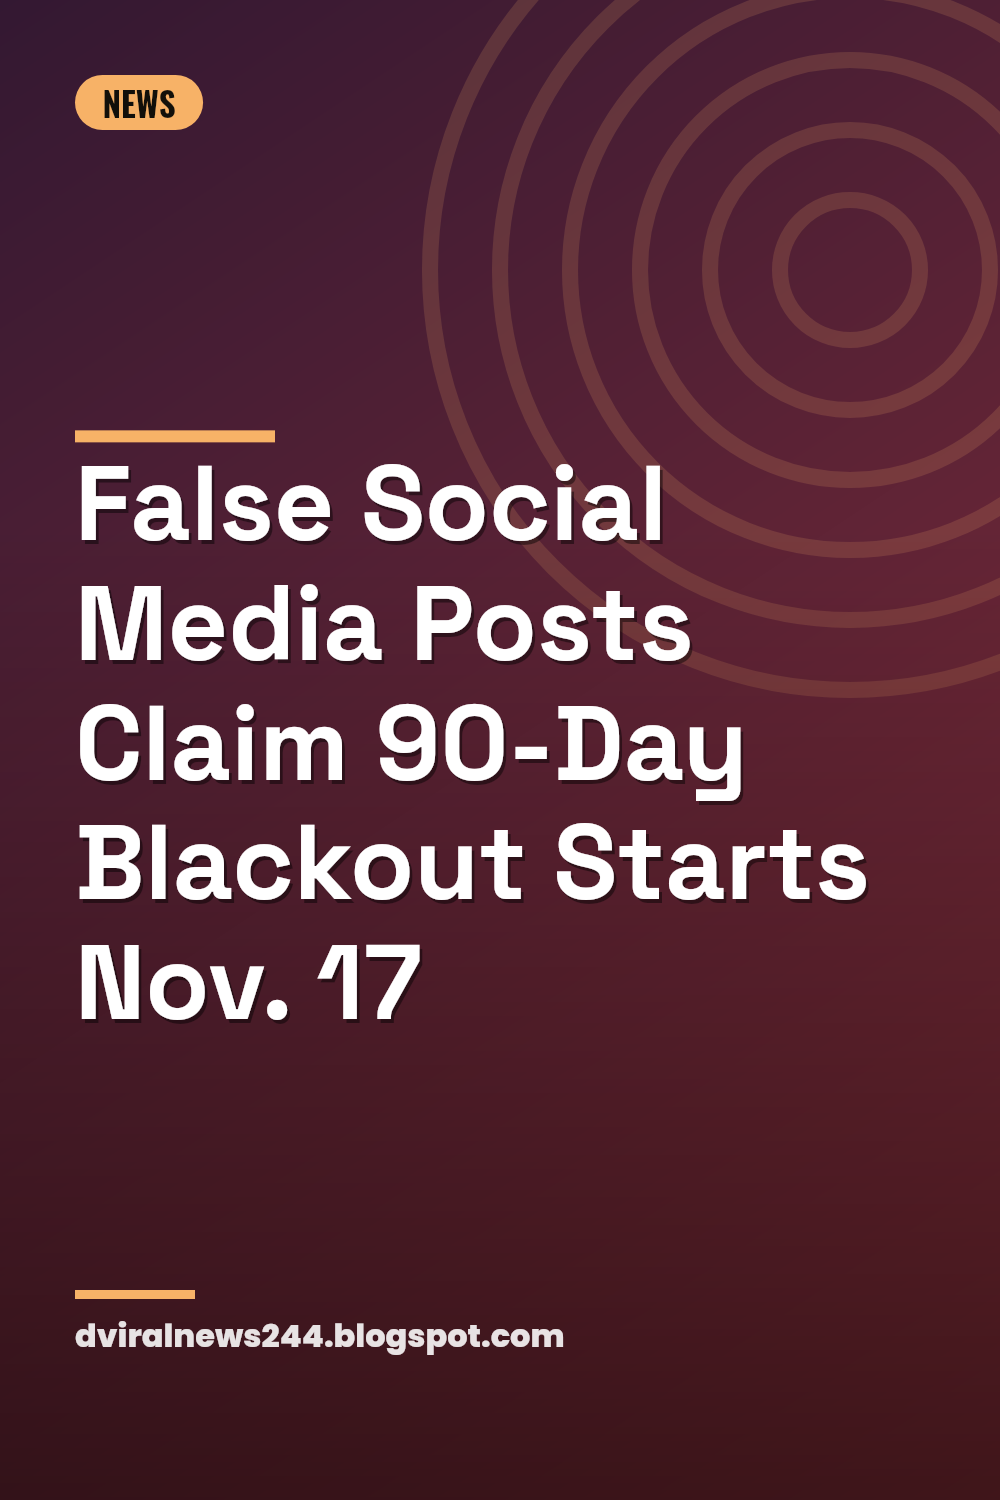 NEWS
False Social
Media Posts
Claim 90-Day
Blackout Starts
Nov. 17
dviralnews244.blogspot.com